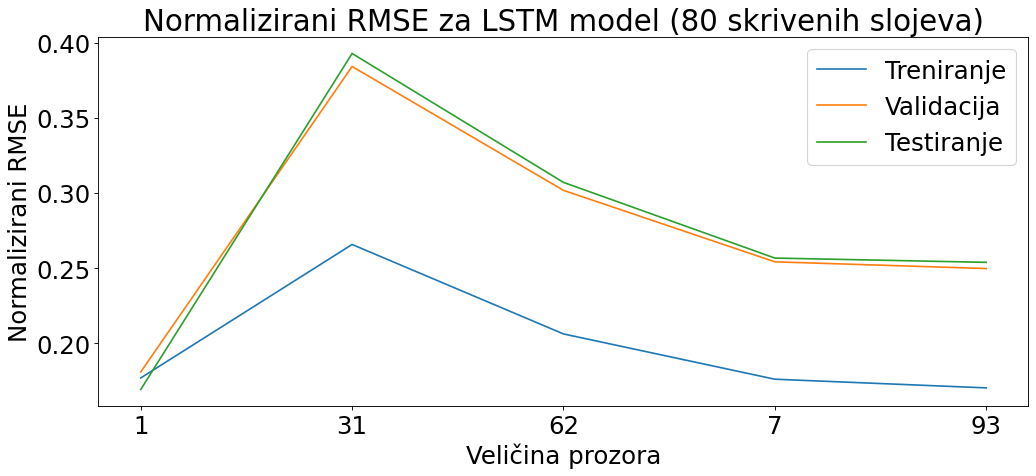 Normalizirani RMSE za LSTM model (80 skrivenih slojeva)
Normalizirani RMSE
0.40
0.35
0.30
0.25
0.20
Treniranje
Validacija
Testiranje
1 31 62 7 93
Veličina prozora